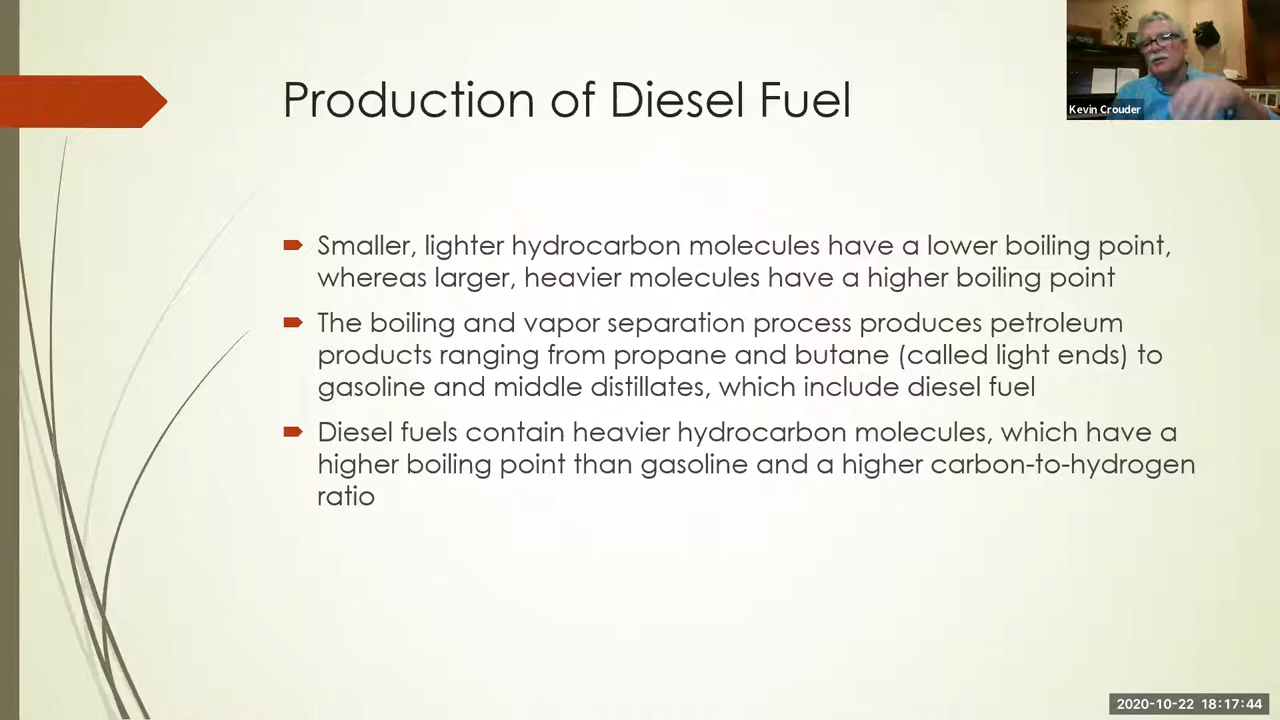 Production of Diesel Fuel
Kevin Crouder
Smaller, lighter hydrocarbon molecules have a lower boiling point,
whereas larger, heavier molecules have a higher boiling point
The boiling and vapor separation process produces petroleum
products ranging from propane and butane (called light ends) to
gasoline and middle distillates, which include diesel fuel
Diesel fuels contain heavier hydrocarbon molecules, which have a
higher boiling point than gasoline and a higher carbon-to-hydrogen
ratio
2020-10-22 18:17:44